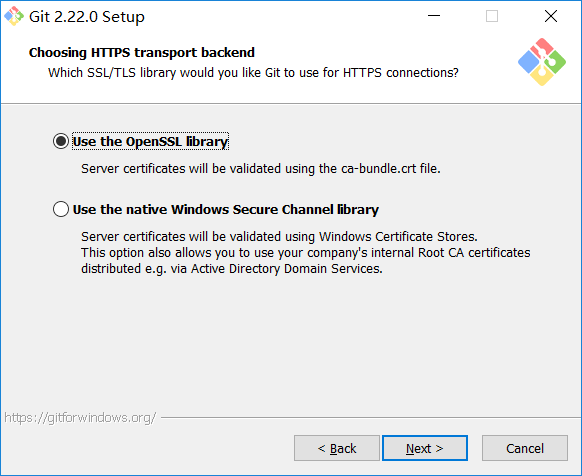 Git 2.22.0 Setup
Choosing HTTPS transport backend
Which SSL/TLS library would you like Git to use for HTTPS connections?
Use the OpenSSL library
Server certificates will be validated using the ca-bundle.crt file.
Use the native Windows Secure Channel library
Server certificates will be validated using Windows Certificate Stores.
This option also allows you to use your company's internal Root CA certificates
distributed e.g. via Active Directory Domain Services.
https://gitforwindows.org/
< Back
Next >
Cancel